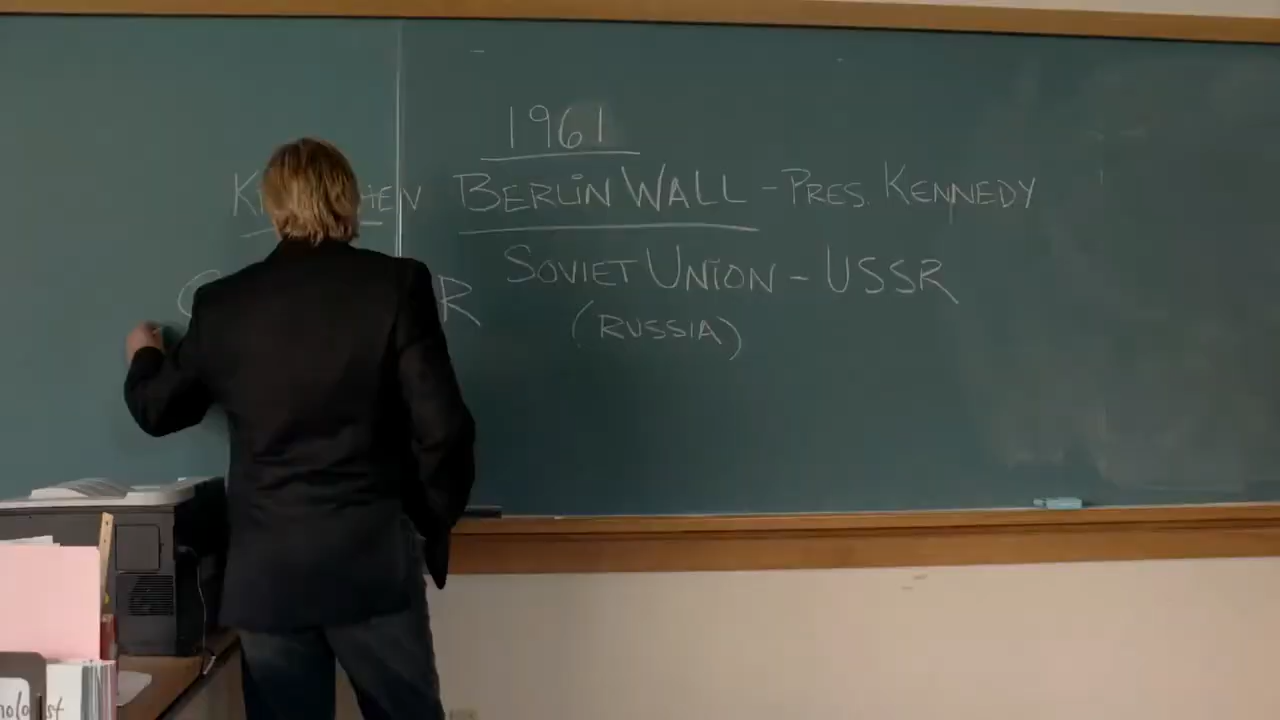 1961
BERLIN WALL - PRES. KENNEDY
SOVIET UNION - USSR
(RUSSIA)